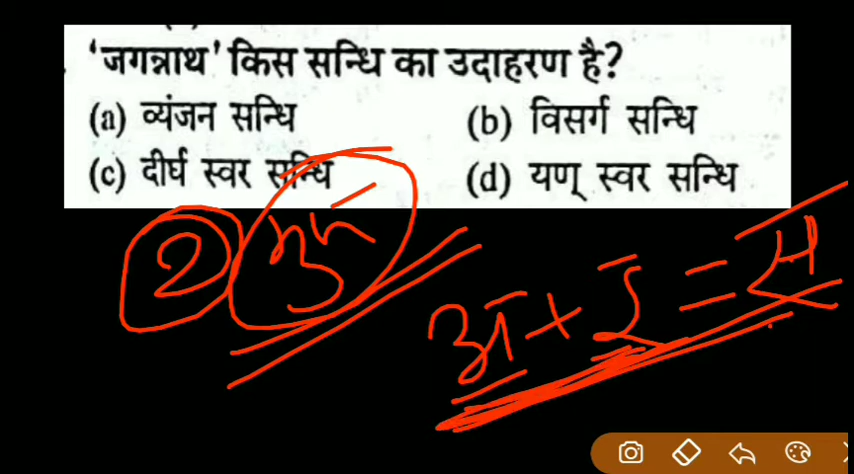 'जगन्नाथ' किस सन्धि का उदाहरण है?
(a) व्यंजन सन्धि (b) विसर्ग सन्धि
(c) दीर्घ स्वर सन्धि (d) यण् स्वर सन्धि
अ + इ =